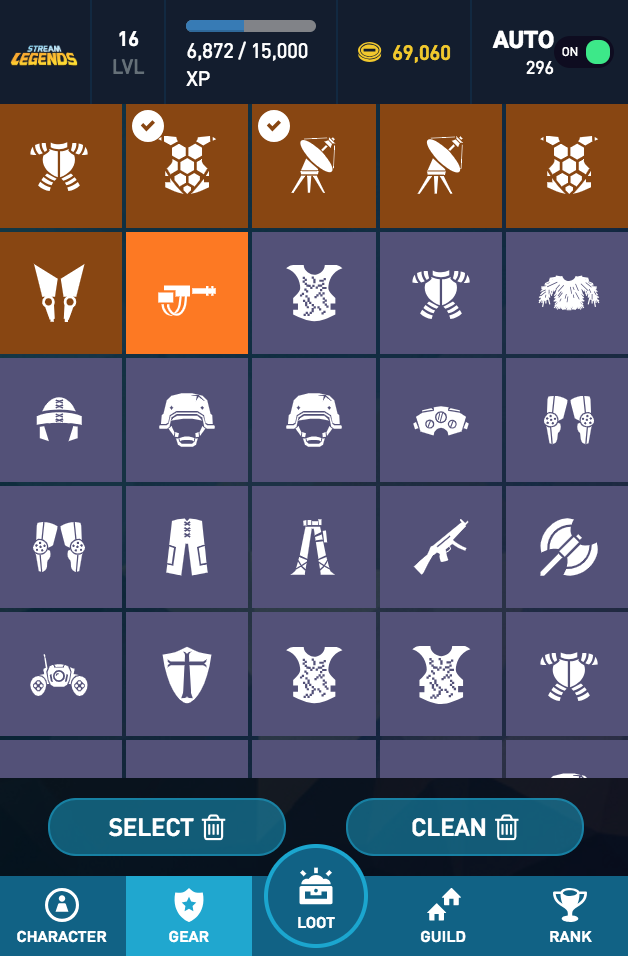 STREAM
LEGENDS
16
LVL
6,872 / 15,000
XP
69,060
AUTO
296
ON
SELECT
CLEAN
CHARACTER
GEAR
LOOT
GUILD
RANK